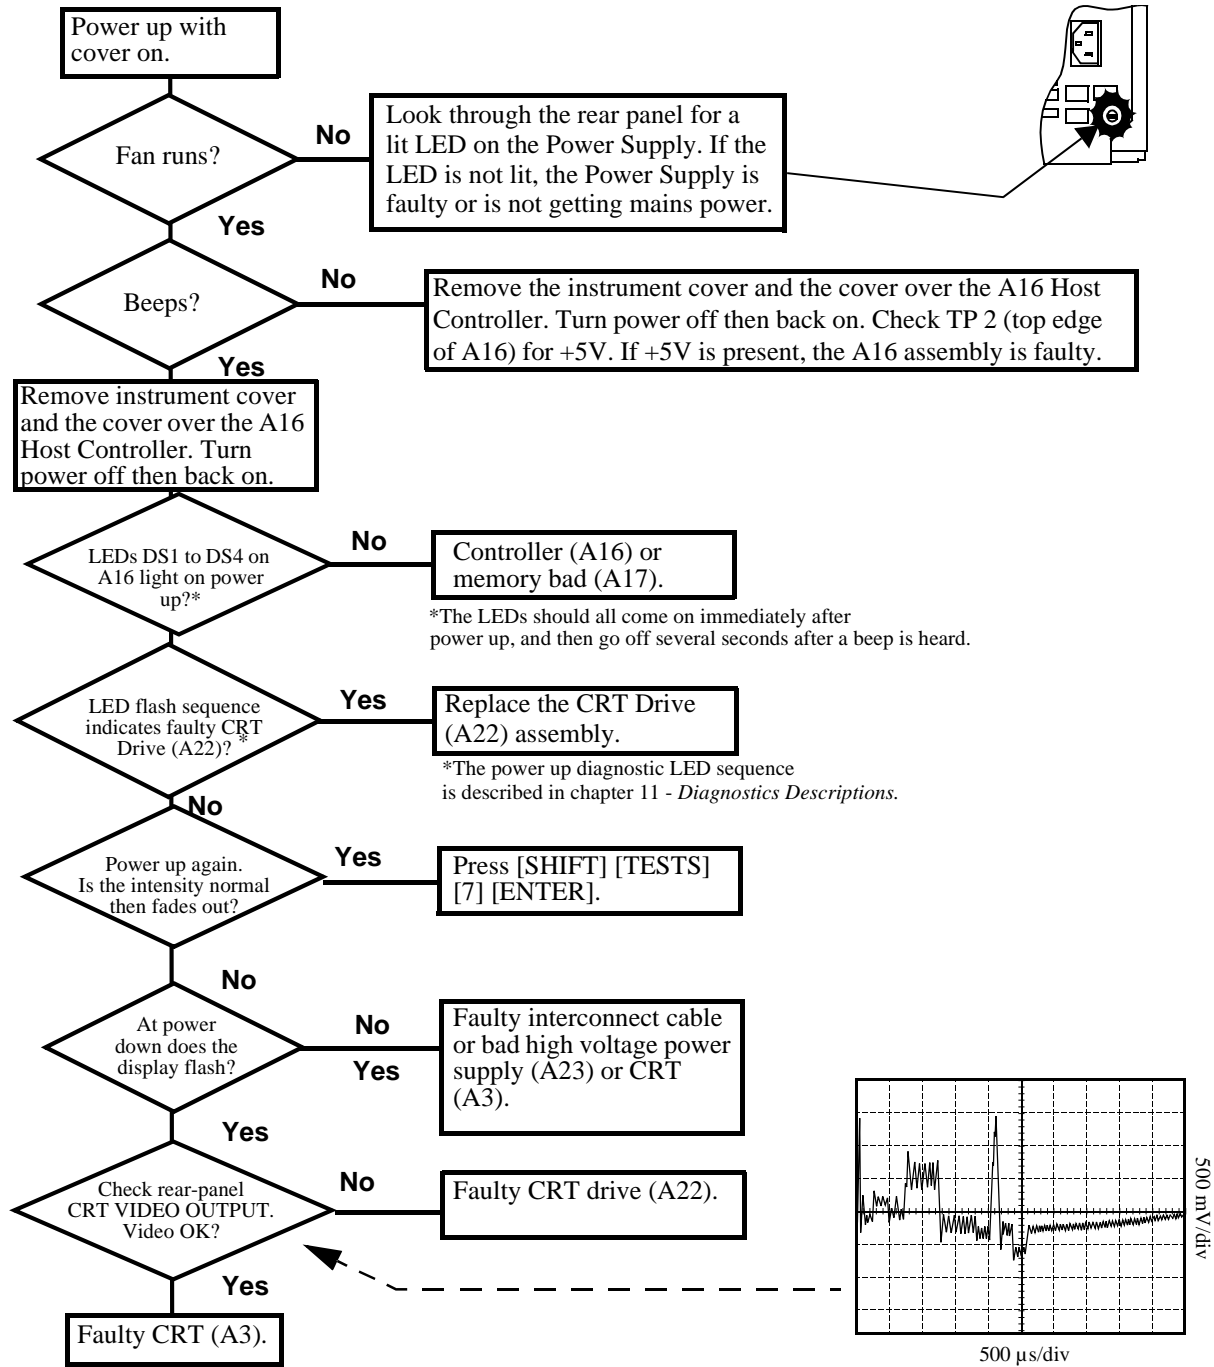 Power up with
cover on.
Fan runs?
No
Look through the rear panel for a
lit LED on the Power Supply. If the
LED is not lit, the Power Supply is
faulty or is not getting mains power.
Yes
Beeps?
No
Remove the instrument cover and the cover over the A16 Host
Controller. Turn power off then back on. Check TP 2 (top edge
of A16) for +5V. If +5V is present, the A16 assembly is faulty.
Yes
Remove instrument cover
and the cover over the A16
Host Controller. Turn
power off then back on.
LEDs DS1 to DS4 on
A16 light on power
up?*
No
Controller (A16) or
memory bad (A17).
*The LEDs should all come on immediately after
power up, and then go off several seconds after a beep is heard.
LED flash sequence
indicates faulty CRT
Drive (A22)? *
Yes
Replace the CRT Drive
(A22) assembly.
*The power up diagnostic LED sequence
is described in chapter 11 - Diagnostics Descriptions.
No
Power up again.
Is the intensity normal
then fades out?
Yes
Press [SHIFT] [TESTS]
[7] [ENTER].
No
At power
down does the
display flash?
No
Yes
Faulty interconnect cable
or bad high voltage power
supply (A23) or CRT
(A3).
Yes
Check rear-panel
CRT VIDEO OUTPUT.
Video OK?
No
Faulty CRT drive (A22).
Yes
Faulty CRT (A3).
500 mV/div
500 µs/div